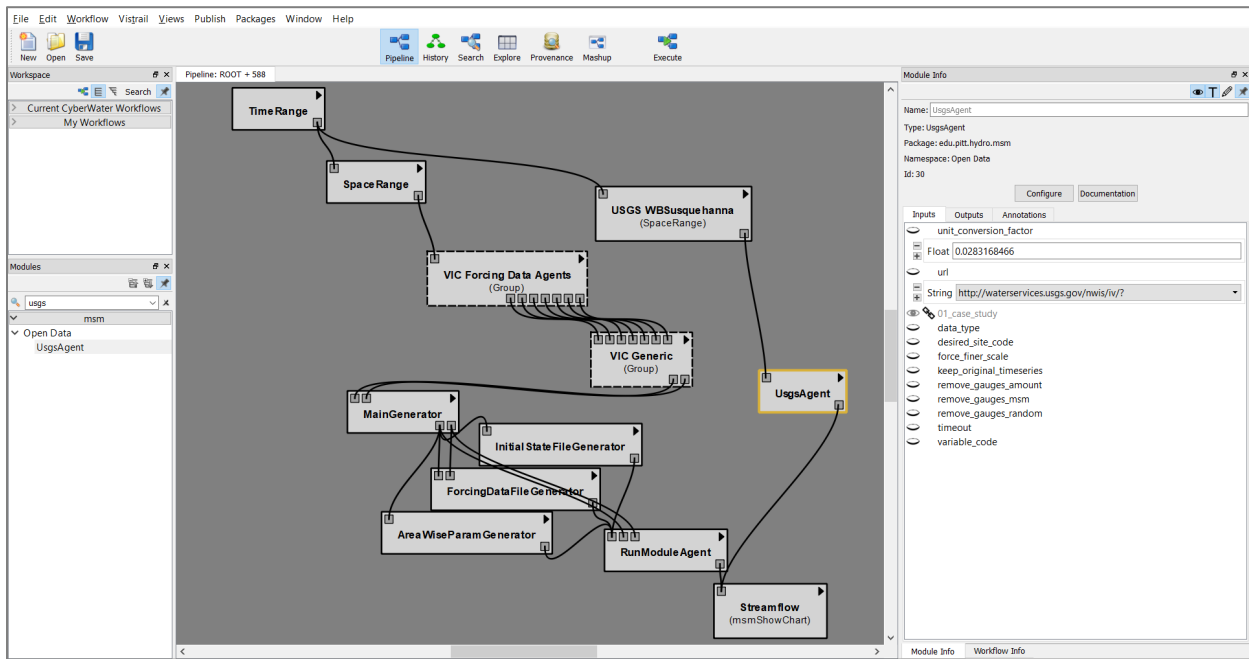 File Edit Workflow Vistrail Views Publish Packages Window Help
New Open Save
Pipeline History Search Explore Provenance Mashup Execute
Workspace
Search
Current CyberWater Workflows
My Workflows
Modules
usgs
msm
Open Data
UsgsAgent
Pipeline: ROOT + 588
TimeRange
SpaceRange
USGS WBSusquehanna
(SpaceRange)
VIC Forcing Data Agents
(Group)
VIC Generic
(Group)
UsgsAgent
MainGenerator
InitialStateFileGenerator
ForcingDataFileGenerator
AreaWiseParamGenerator
RunModuleAgent
Streamflow
(msmShowChart)
Module Info
Name: UsgsAgent
Type: UsgsAgent
Package: edu.pitt.hydro.msm
Namespace: Open Data
Id: 30
Configure Documentation
Inputs Outputs Annotations
unit_conversion_factor
Float 0.0283168466
url
String http://waterservices.usgs.gov/nwis/iv/?
01_case_study
data_type
desired_site_code
force_finer_scale
keep_original_timeseries
remove_gauges_amount
remove_gauges_msm
remove_gauges_random
timeout
variable_code
Module Info Workflow Info